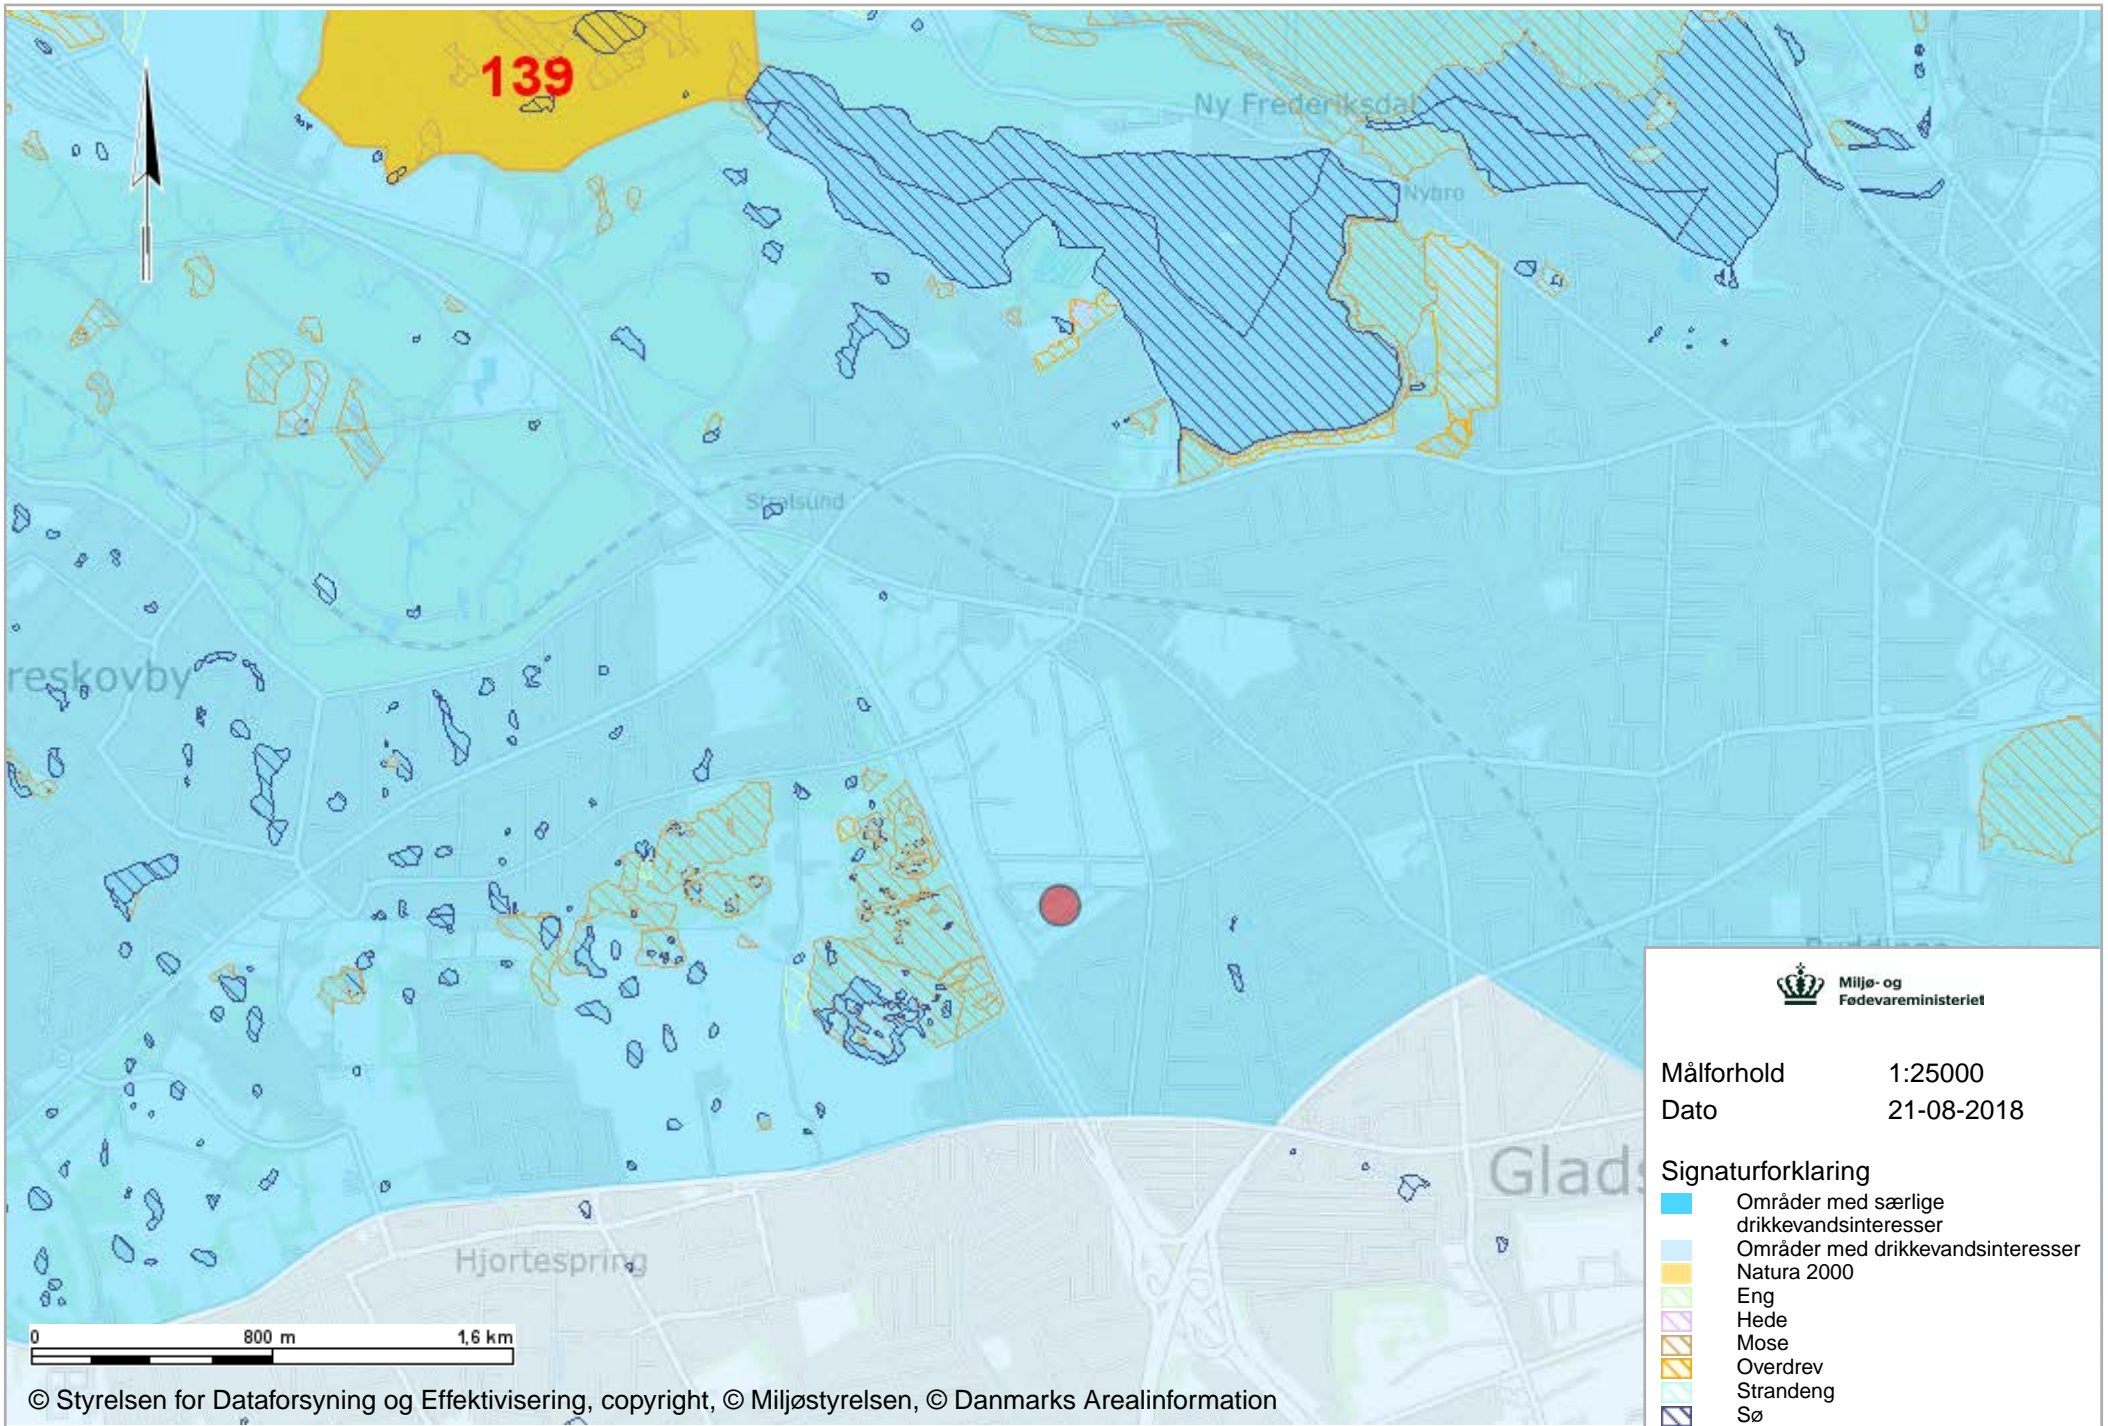 139
Ny Frederiksdal
Nybro
Stralsund
reskovby
Buddinge
Hjortespring
Glads
Miljø- og
Fødevareministeriet
Målforhold 1:25000
Dato 21-08-2018
Signaturforklaring
Områder med særlige
drikkevandsinteresser
Områder med drikkevandsinteresser
Natura 2000
Eng
Hede
Mose
Overdrev
Strandeng
Sø
0 800 m 1,6 km
© Styrelsen for Dataforsyning og Effektivisering, copyright, © Miljøstyrelsen, © Danmarks Arealinformation